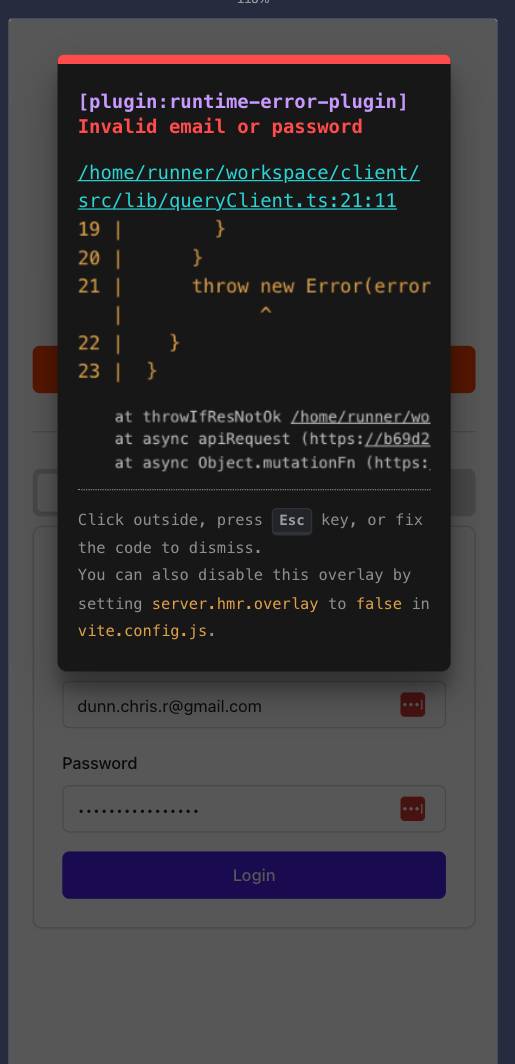 [plugin:runtime-error-plugin]
Invalid email or password
/home/runner/workspace/client/
src/lib/queryClient.ts:21:11
19 |        }
20 |      }
21 |      throw new Error(error
   |            ^
22 |    }
23 |  }
at throwIfResNotOk /home/runner/wo
at async apiRequest (https://b69d2
at async Object.mutationFn (https:
Click outside, press Esc key, or fix
the code to dismiss.
You can also disable this overlay by
setting server.hmr.overlay to false in
vite.config.js.
dunn.chris.r@gmail.com
Password
••••••••••••••••
Login